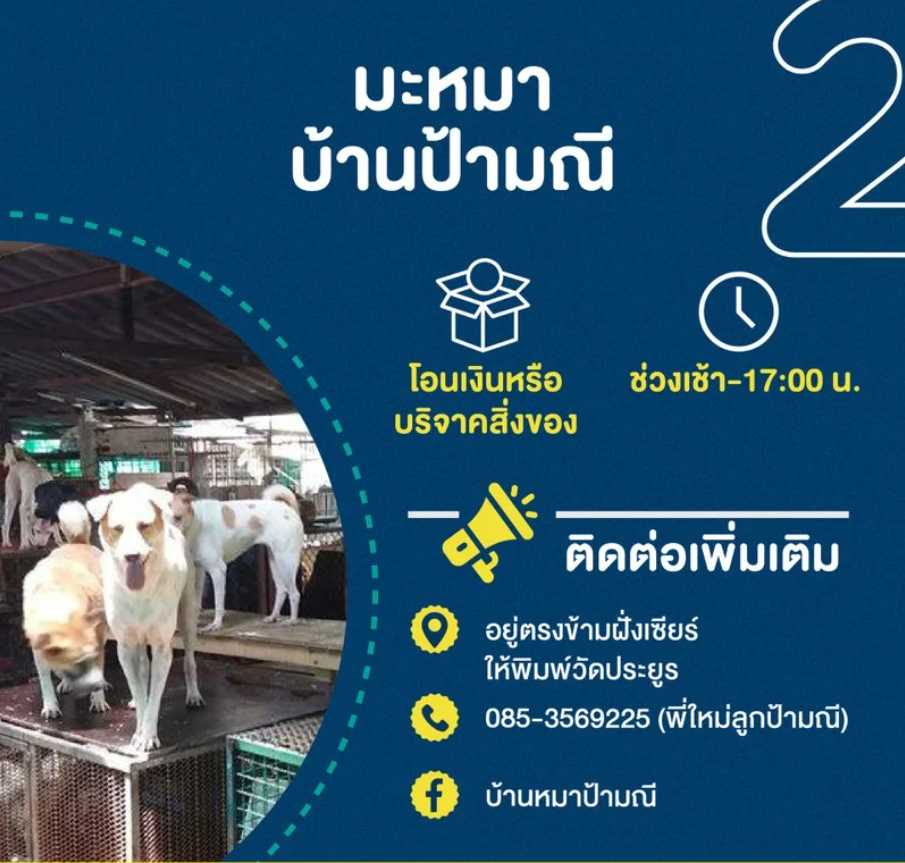 2
มะหมา
บ้านป้ามณี
โอนเงินหรือ
บริจาคสิ่งของ
ช่วงเช้า-17:00 น.
ติดต่อเพิ่มเติม
อยู่ตรงข้ามฝั่งเซียร์
ให้พิมพ์วัดประยูร
085-3569225 (พี่ใหม่ลูกป้ามณี)
บ้านหมาป้ามณี